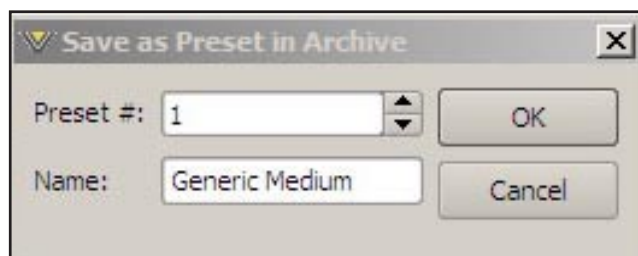 Save as Preset in Archive
Preset #: 1
OK
Name: Generic Medium
Cancel